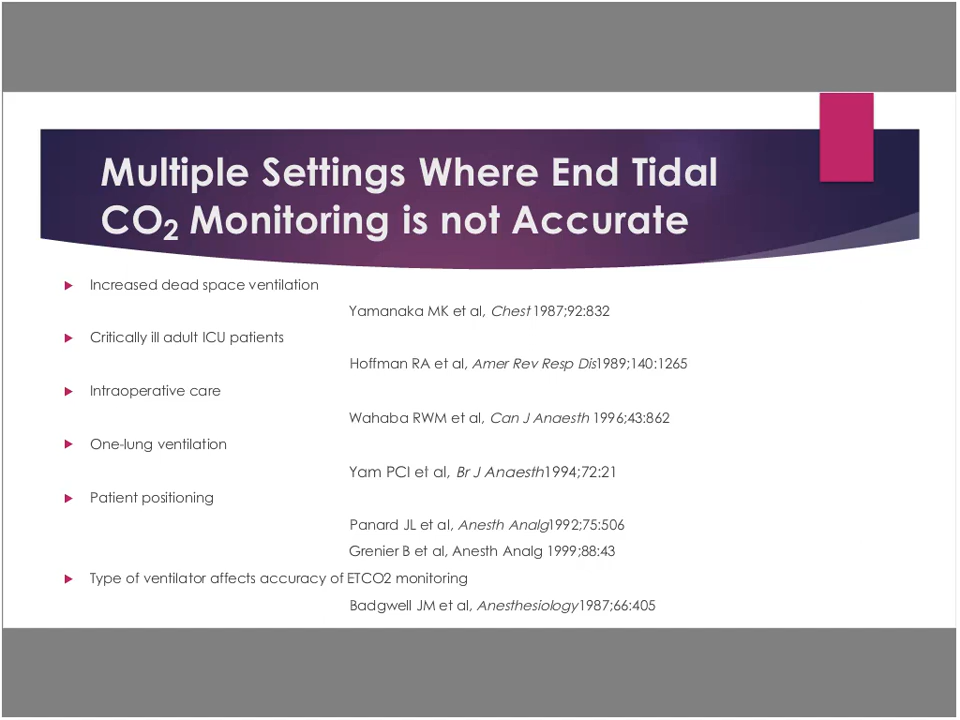 Multiple Settings Where End Tidal
CO₂ Monitoring is not Accurate
Increased dead space ventilation
Yamanaka MK et al, Chest 1987;92:832
Critically ill adult ICU patients
Hoffman RA et al, Amer Rev Resp Dis1989;140:1265
Intraoperative care
Wahaba RWM et al, Can J Anaesth 1996;43:862
One-lung ventilation
Yam PCI et al, Br J Anaesth1994;72:21
Patient positioning
Panard JL et al, Anesth Analg1992;75:506
Grenier B et al, Anesth Analg 1999;88:43
Type of ventilator affects accuracy of ETCO2 monitoring
Badgwell JM et al, Anesthesiology1987;66:405